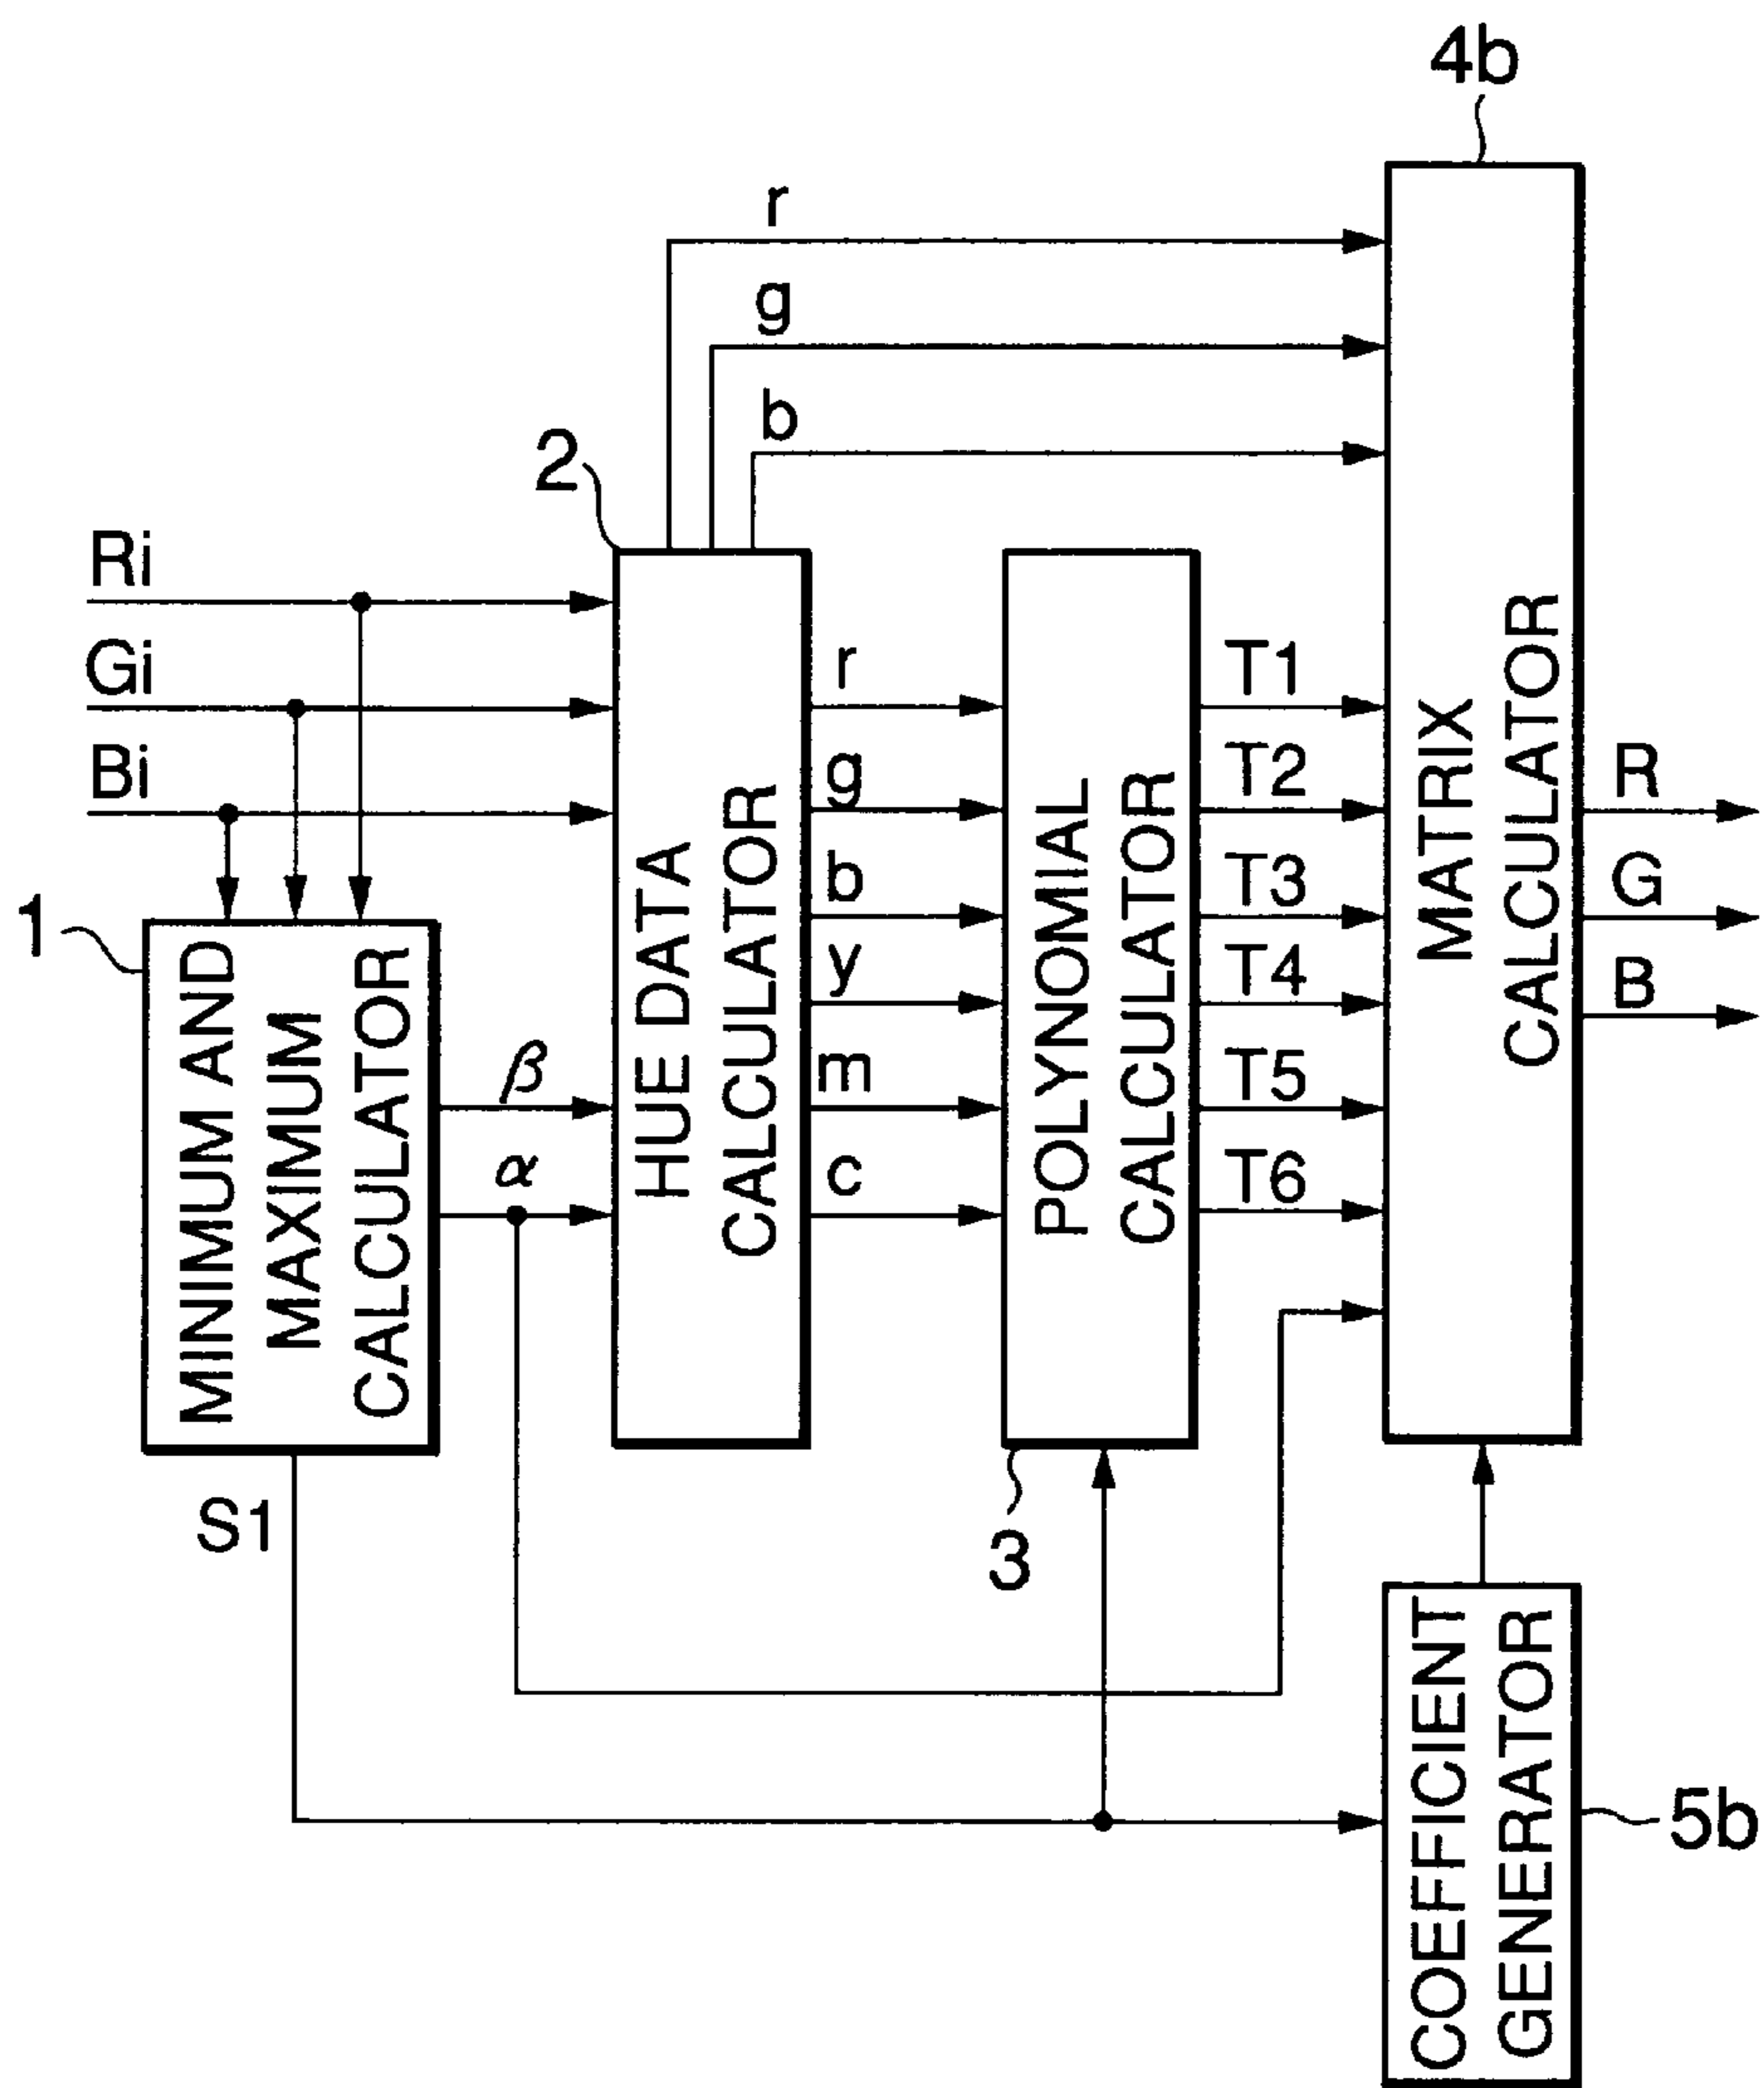 4b
r
g
b
2
Ri
Gi
Bi
r
g
b
y
m
c
T1
T2
T3
T4
T5
T6
R
G
B
1
MINIMUM AND
MAXIMUM
CALCULATOR
β
α
HUE DATA
CALCULATOR
POLYNOMIAL
CALCULATOR
MATRIX
CALCULATOR
S1
3
COEFFICIENT
GENERATOR
5b